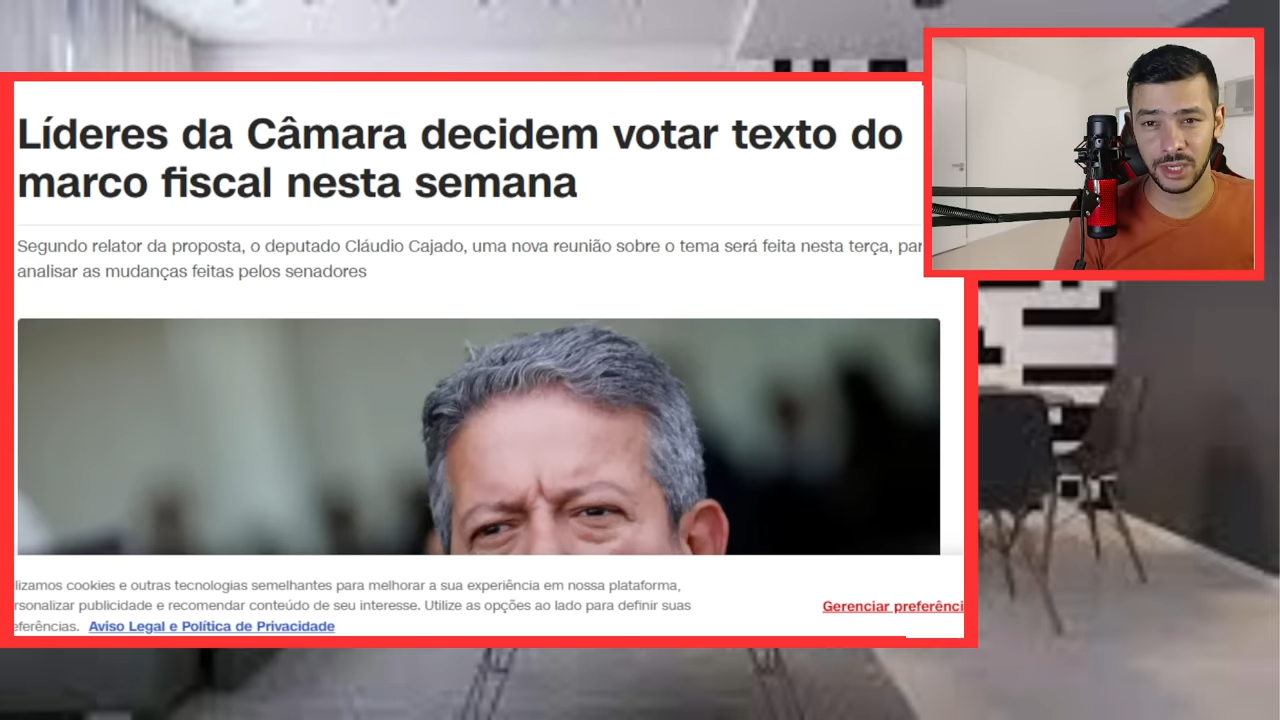 Líderes da Câmara decidem votar texto do
marco fiscal nesta semana
Segundo relator da proposta, o deputado Cláudio Cajado, uma nova reunião sobre o tema será feita nesta terça, par
analisar as mudanças feitas pelos senadores
lizamos cookies e outras tecnologias semelhantes para melhorar a sua experiência em nossa plataforma,
rsonalizar publicidade e recomendar conteúdo de seu interesse. Utilize as opções ao lado para definir suas
eferências. Aviso Legal e Política de Privacidade
Gerenciar preferênci